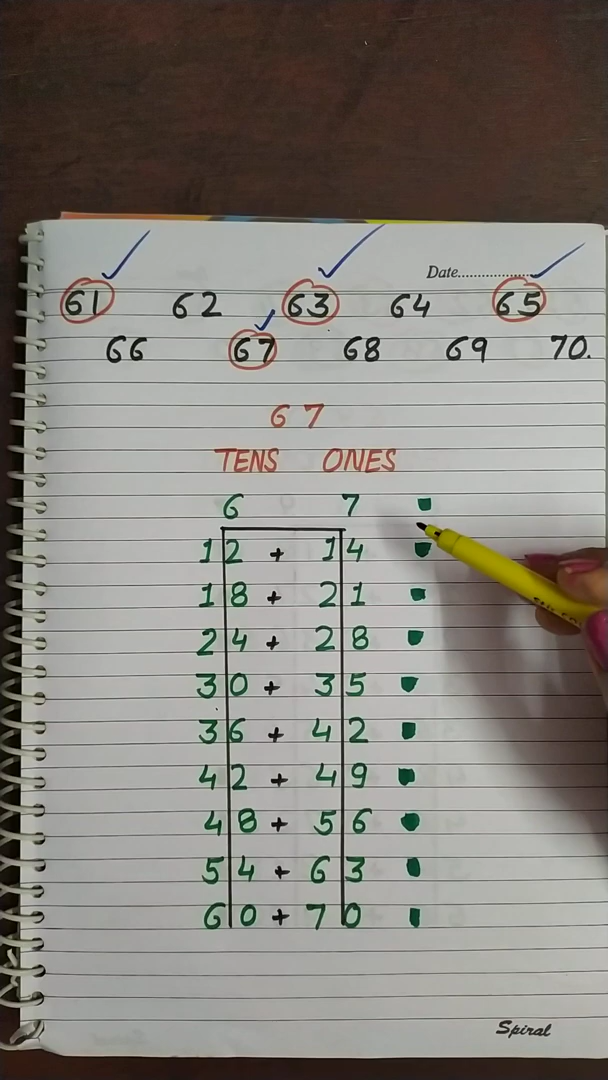 Date....................
61 62 63 64 65
66 67 68 69 70.
67
TENS ONES
6 7
12 + 14
18 + 21
24 + 28
30 + 35
36 + 42
42 + 49
48 + 56
54 + 63
60 + 70
Spiral